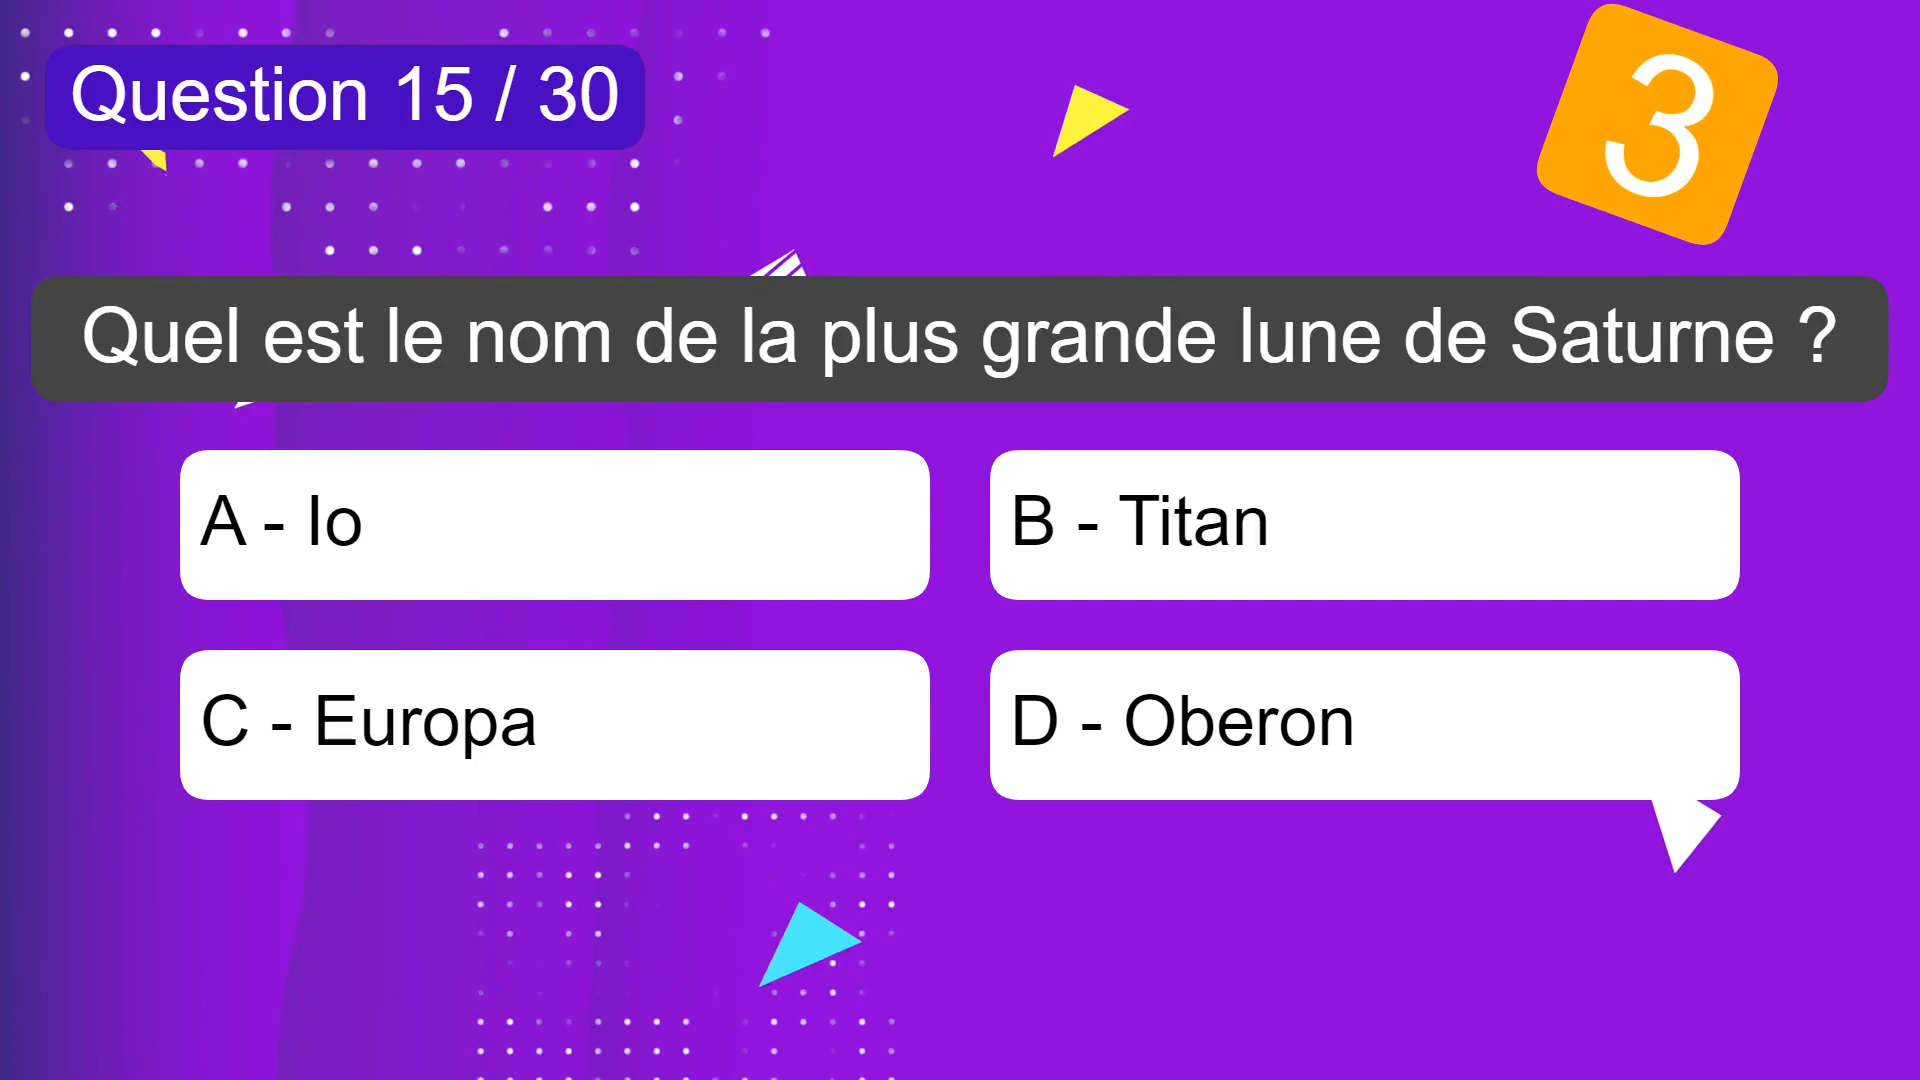 Question 15 / 30
3
Quel est le nom de la plus grande lune de Saturne ?
A - Io
B - Titan
C - Europa
D - Oberon